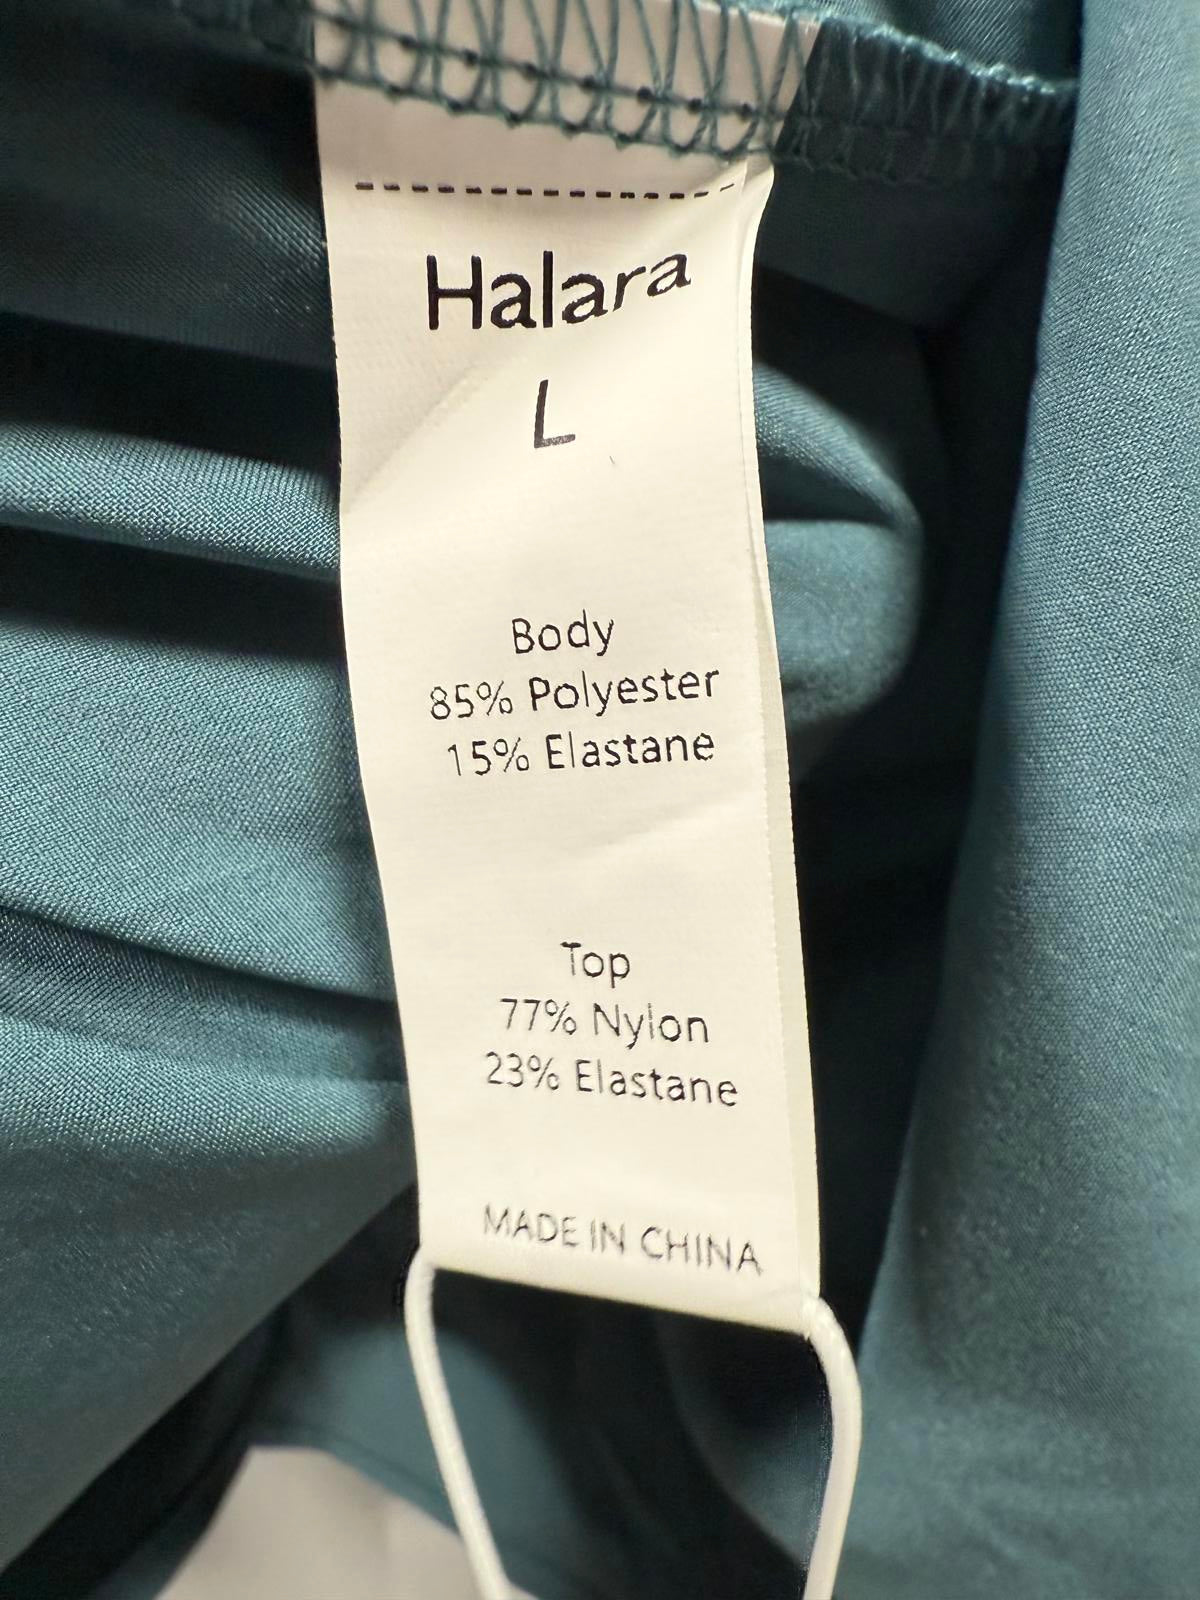 Halara
L
Body
85% Polyester
15% Elastane
Top
77% Nylon
23% Elastane
MADE IN CHINA